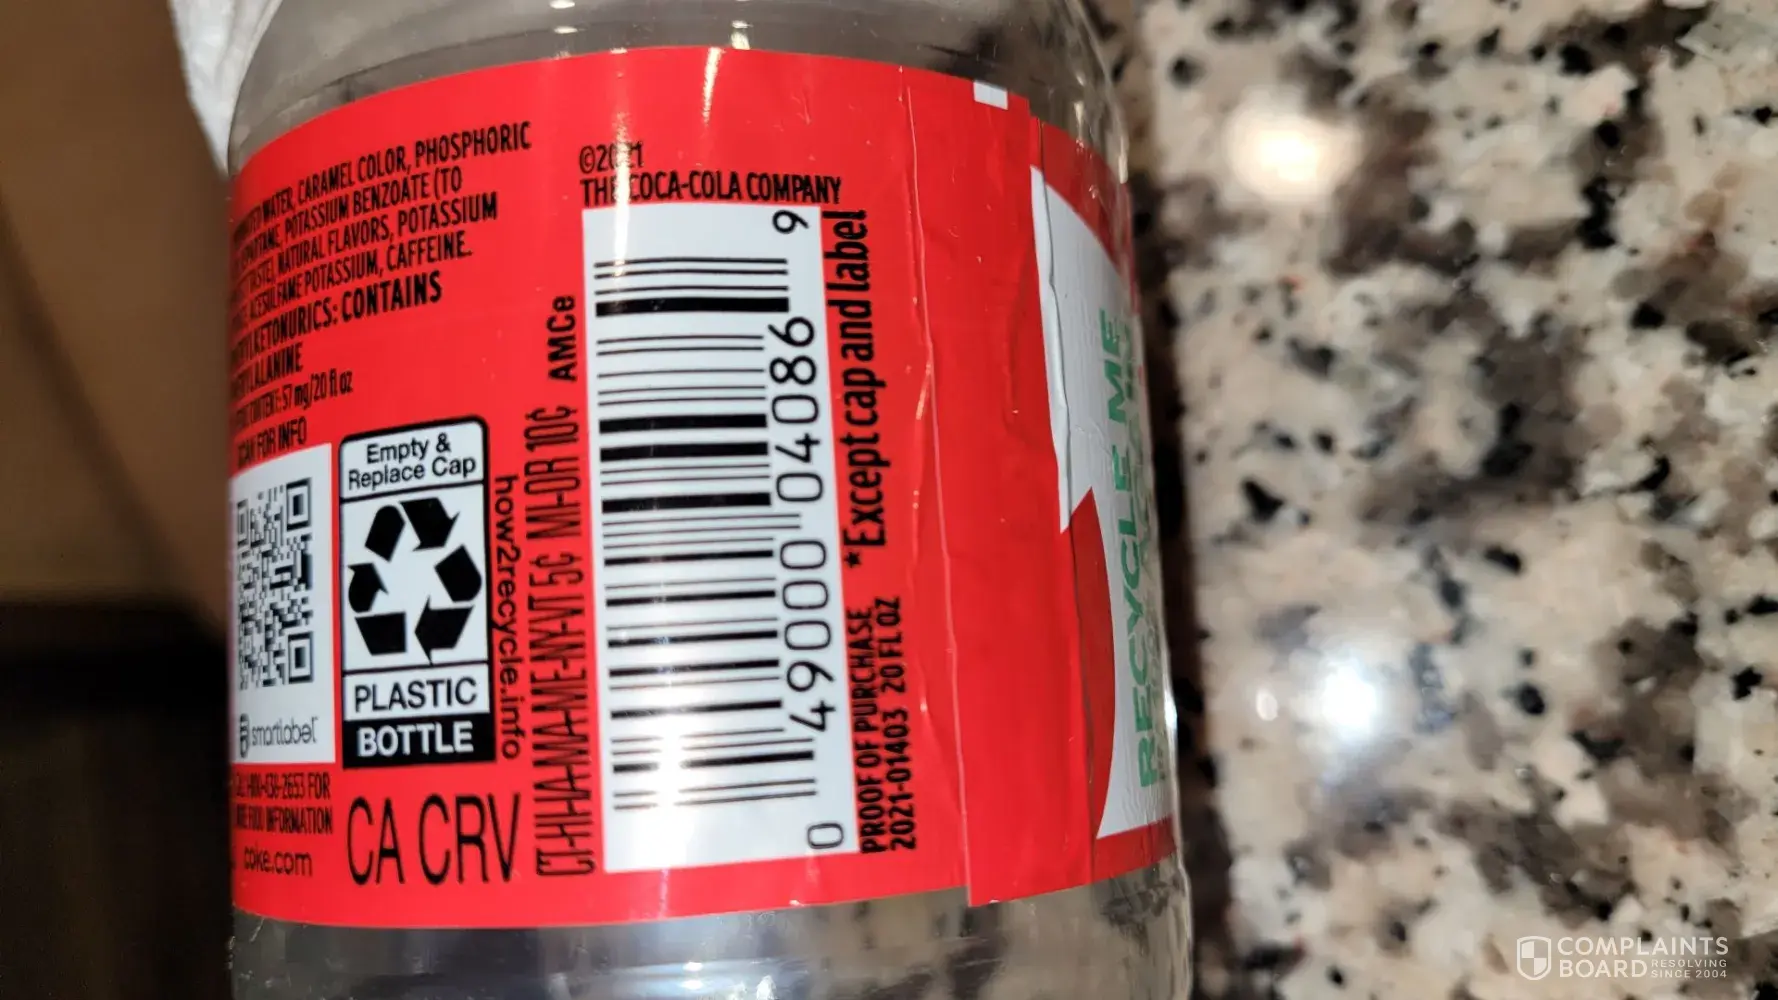 WATER, CARAMEL COLOR, PHOSPHORIC
POTASSIUM BENZOATE (TO
NATURAL FLAVORS, POTASSIUM
ACESULFAME POTASSIUM, CAFFEINE.
CONTAINS
57 mg/20 fl oz
SCAN FOR INFO
smartlabel
FOR
INFORMATION
coke.com
Empty &
Replace Cap
PLASTIC
BOTTLE
how2recycle.info
CA CRV
CT-HI-MA-ME-NY-VT 5¢ MI-OR 10¢ AMCe
©2021
THE COCA-COLA COMPANY
0 49000 04086 9
*Except cap and label
PROOF OF PURCHASE
2021-01403 20 FL OZ
RECYCLE ME
COMPLAINTS
BOARD RESOLVING
SINCE 2004